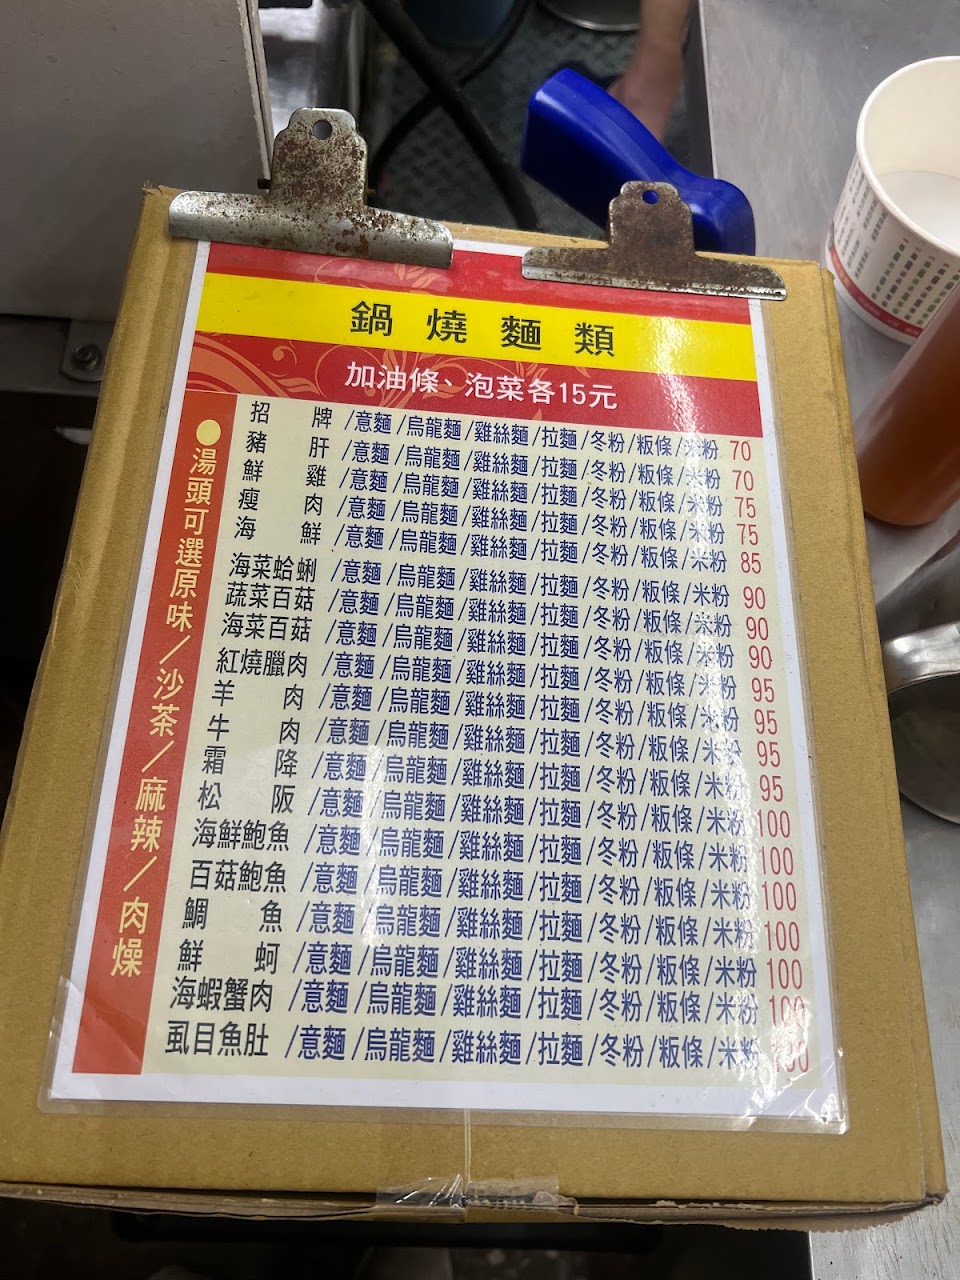 鍋燒麵類
加油條、泡菜各15元
●湯頭可選原味/沙茶/麻辣/肉燥
招牌/意麵/烏龍麵/雞絲麵/拉麵/冬粉/粄條/米粉 70
豬肝/意麵/烏龍麵/雞絲麵/拉麵/冬粉/粄條/米粉 70
鮮雞/意麵/烏龍麵/雞絲麵/拉麵/冬粉/粄條/米粉 75
瘦肉/意麵/烏龍麵/雞絲麵/拉麵/冬粉/粄條/米粉 75
海鮮/意麵/烏龍麵/雞絲麵/拉麵/冬粉/粄條/米粉 85
海菜蛤蜊/意麵/烏龍麵/雞絲麵/拉麵/冬粉/粄條/米粉 90
蔬菜百菇/意麵/烏龍麵/雞絲麵/拉麵/冬粉/粄條/米粉 90
海菜百菇/意麵/烏龍麵/雞絲麵/拉麵/冬粉/粄條/米粉 90
紅燒臘肉/意麵/烏龍麵/雞絲麵/拉麵/冬粉/粄條/米粉 95
羊肉/意麵/烏龍麵/雞絲麵/拉麵/冬粉/粄條/米粉 95
牛肉/意麵/烏龍麵/雞絲麵/拉麵/冬粉/粄條/米粉 95
霜降/意麵/烏龍麵/雞絲麵/拉麵/冬粉/粄條/米粉 95
松阪/意麵/烏龍麵/雞絲麵/拉麵/冬粉/粄條/米粉 100
海鮮鮑魚/意麵/烏龍麵/雞絲麵/拉麵/冬粉/粄條/米粉 100
百菇鮑魚/意麵/烏龍麵/雞絲麵/拉麵/冬粉/粄條/米粉 100
鯛魚/意麵/烏龍麵/雞絲麵/拉麵/冬粉/粄條/米粉 100
鮮蚵/意麵/烏龍麵/雞絲麵/拉麵/冬粉/粄條/米粉 100
海蝦蟹肉/意麵/烏龍麵/雞絲麵/拉麵/冬粉/粄條/米粉 100
虱目魚肚/意麵/烏龍麵/雞絲麵/拉麵/冬粉/粄條/米粉 100